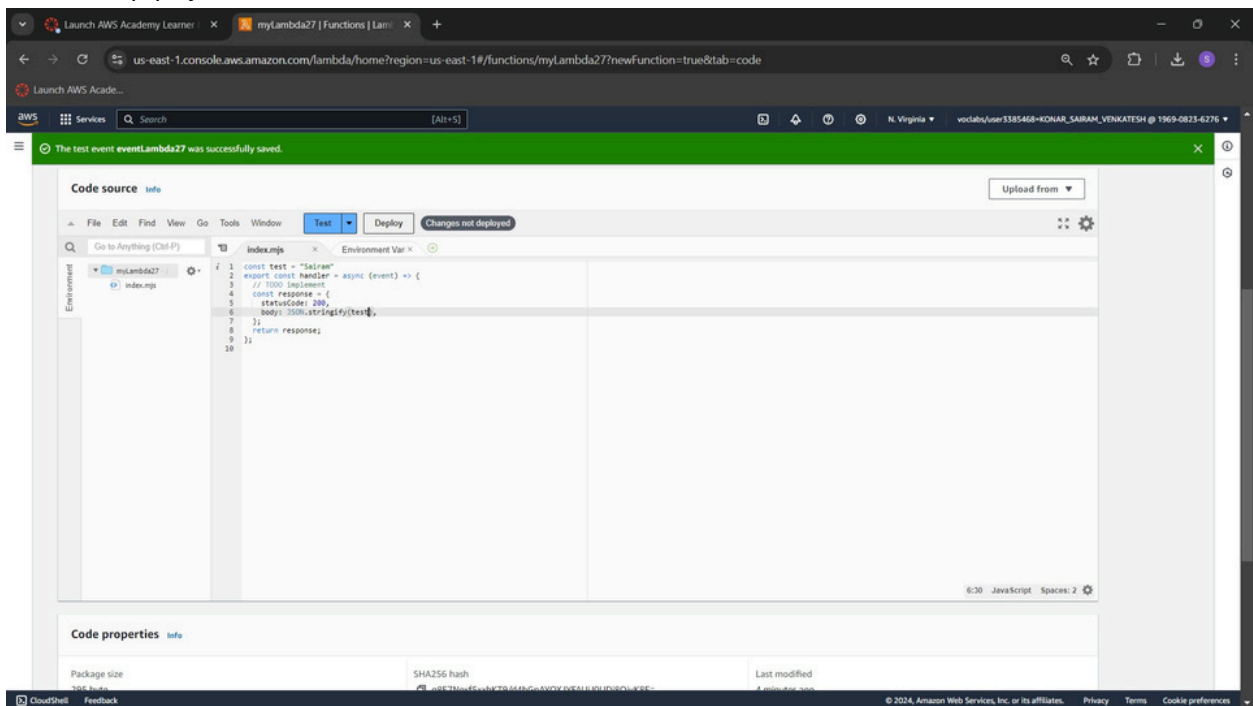 Launch AWS Academy Learner
myLambda27 | Functions | Lam
us-east-1.console.aws.amazon.com/lambda/home?region=us-east-1#/functions/myLambda27?newFunction=true&tab=code
Launch AWS Acade...
aws Services Search [Alt+S] N. Virginia voclabs/user3385468=KONAR_SAIRAM_VENKATESH @ 1969-0823-6276
The test event eventLambda27 was successfully saved.
Code source Info Upload from
File Edit Find View Go Tools Window Test Deploy Changes not deployed
Go to Anything (Ctrl-P) index.mjs Environment Var
Environment
myLambda27
index.mjs
1 const test = "Sairam"
2 export const handler = async (event) => {
3 // TODO implement
4 const response = {
5 statusCode: 200,
6 body: JSON.stringify(test),
7 };
8 return response;
9 };
10
6:30 JavaScript Spaces: 2
Code properties Info
Package size SHA256 hash Last modified
CloudShell Feedback © 2024, Amazon Web Services, Inc. or its affiliates. Privacy Terms Cookie preferences